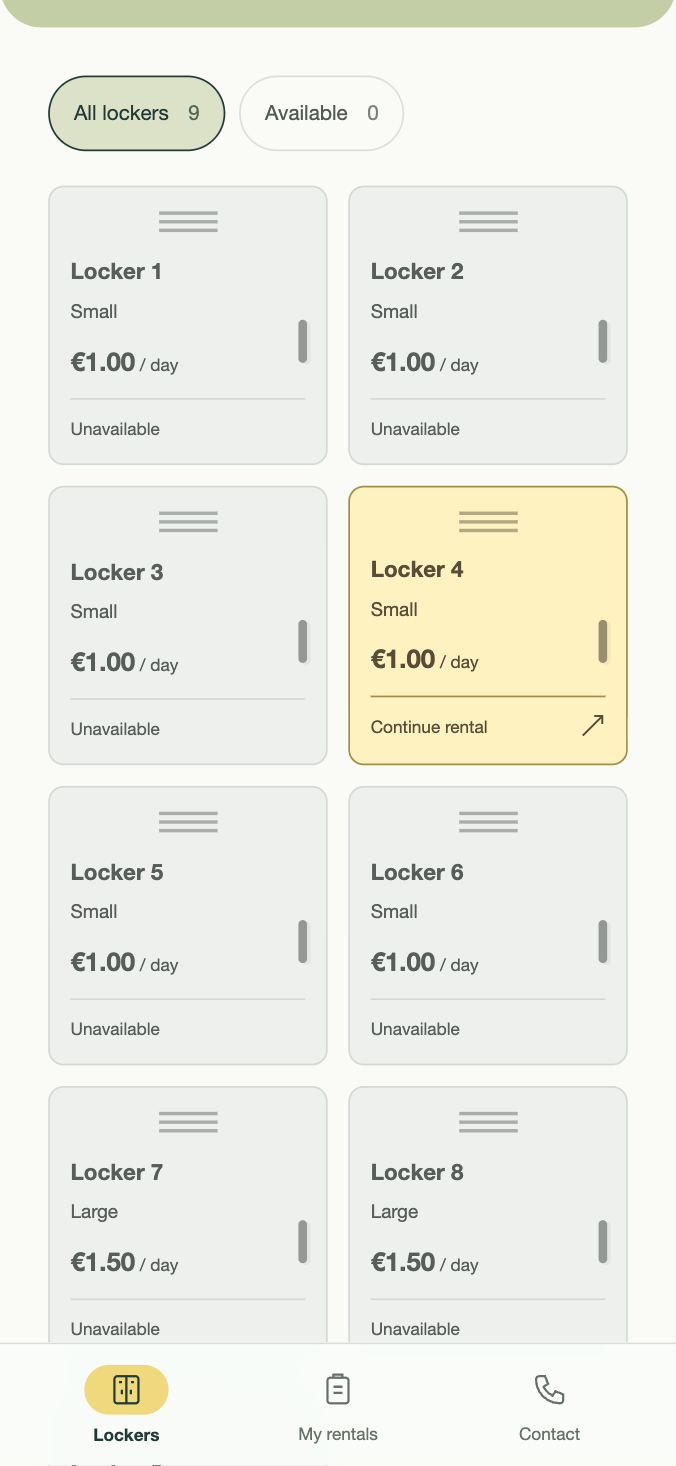 All lockers 9
Available 0
Locker 1
Small
€1.00 / day
Unavailable
Locker 2
Small
€1.00 / day
Unavailable
Locker 3
Small
€1.00 / day
Unavailable
Locker 4
Small
€1.00 / day
Continue rental
Locker 5
Small
€1.00 / day
Unavailable
Locker 6
Small
€1.00 / day
Unavailable
Locker 7
Large
€1.50 / day
Unavailable
Locker 8
Large
€1.50 / day
Unavailable
Lockers
My rentals
Contact